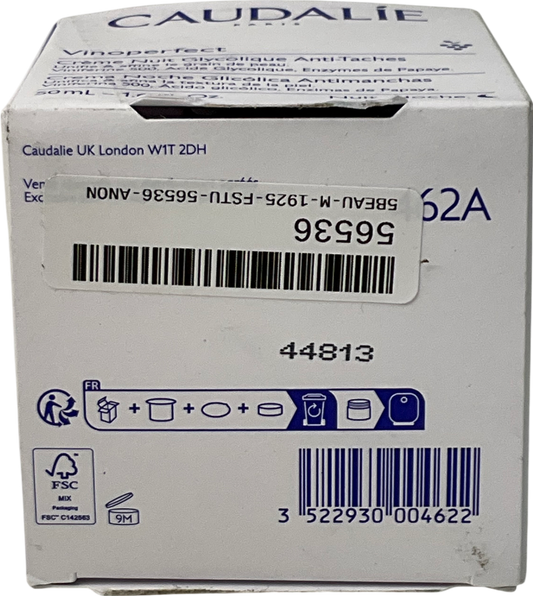 CAUDALIE
PARIS
Vinoperfect
Crème Nuit Glycolique Anti-Taches
Acide Glycolique, Enzymes de Papaye.
Crema Noche Glicólica Antimanchas
Ácido glicólico, Enzimas de Papaya.
Caudalie UK London W1T 2DH
5BEAU-M-1925-FSTU-56536-ANON
56536
62A
44813
FR
FSC
MIX
Packaging
FSC™ C142563
9M
3 522930 004622